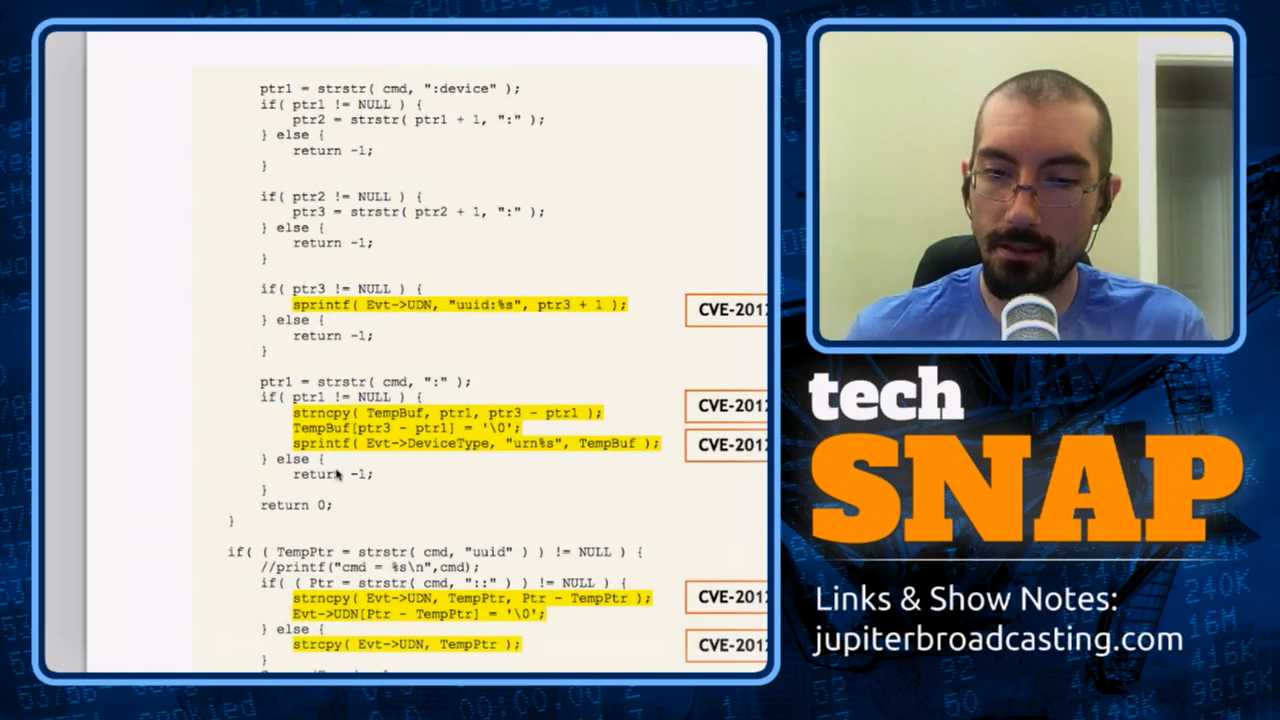 ptr1 = strstr( cmd, ":device" );
if( ptr1 != NULL ) {
ptr2 = strstr( ptr1 + 1, ":" );
} else {
return -1;
}
if( ptr2 != NULL ) {
ptr3 = strstr( ptr2 + 1, ":" );
} else {
return -1;
}
if( ptr3 != NULL ) {
sprintf( Evt->UDN, "uuid:%s", ptr3 + 1 );
CVE-201
} else {
return -1;
}
ptr1 = strstr( cmd, ":" );
if( ptr1 != NULL ) {
strncpy( TempBuf, ptr1, ptr3 - ptr1 );
CVE-201
TempBuf[ptr3 - ptr1] = '\0';
sprintf( Evt->DeviceType, "urn%s", TempBuf );
CVE-201
} else {
return -1;
}
return 0;
}
if( ( TempPtr = strstr( cmd, "uuid" ) ) != NULL ) {
//printf("cmd = %s\n",cmd);
if( ( Ptr = strstr( cmd, "::" ) ) != NULL ) {
strncpy( Evt->UDN, TempPtr, Ptr - TempPtr );
CVE-201
Evt->UDN[Ptr - TempPtr] = '\0';
} else {
strcpy( Evt->UDN, TempPtr );
CVE-201
}
tech
SNAP
Links & Show Notes:
jupiterbroadcasting.com